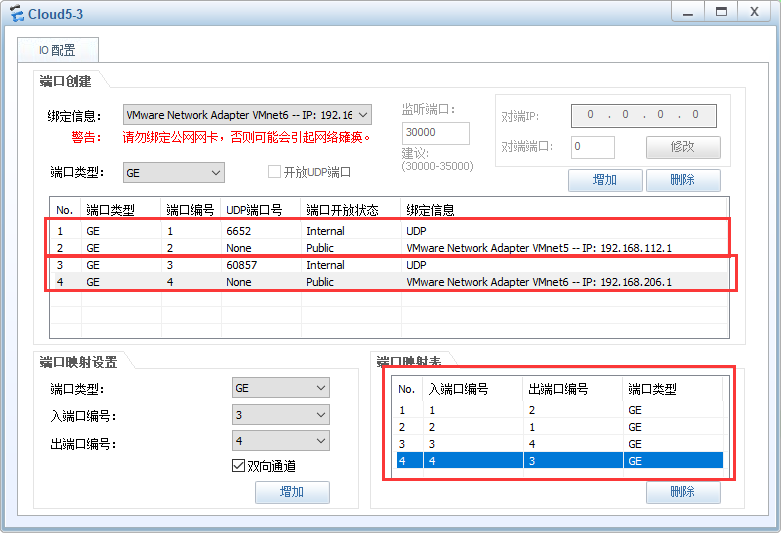 Cloud5-3
IO 配置
端口创建
绑定信息： VMware Network Adapter VMnet6 -- IP: 192.16
警告： 请勿绑定公网网卡，否则可能会引起网络瘫痪。
端口类型： GE
开放UDP端口
监听端口：
30000
建议:
(30000-35000)
对端IP: 0 . 0 . 0 . 0
对端端口: 0 修改
增加 删除
No. 端口类型 端口编号 UDP端口号 端口开放状态 绑定信息
1 GE 1 6652 Internal UDP
2 GE 2 None Public VMware Network Adapter VMnet5 -- IP: 192.168.112.1
3 GE 3 60857 Internal UDP
4 GE 4 None Public VMware Network Adapter VMnet6 -- IP: 192.168.206.1
端口映射设置
端口类型： GE
入端口编号： 3
出端口编号： 4
双向通道
增加
端口映射表
No. 入端口编号 出端口编号 端口类型
1 1 2 GE
2 2 1 GE
3 3 4 GE
4 4 3 GE
删除